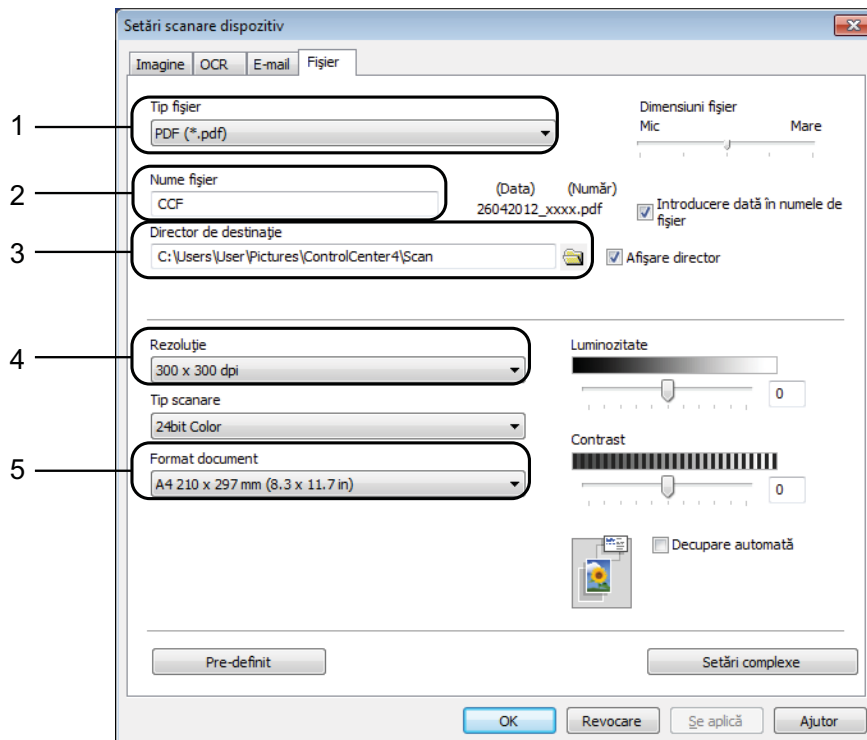 Setări scanare dispozitiv
Imagine OCR E-mail Fişier
1
Tip fişier
PDF (*.pdf)
Dimensiuni fişier
Mic Mare
2
Nume fişier
CCF
(Data) (Număr)
26042012_xxxx.pdf
Introducere dată în numele de
fişier
3
Director de destinaţie
C:\Users\User\Pictures\ControlCenter4\Scan
Afişare director
4
Rezoluţie
300 x 300 dpi
Luminozitate
0
Tip scanare
24bit Color
Contrast
0
5
Format document
A4 210 x 297 mm (8.3 x 11.7 in)
Decupare automată
Pre-definit
Setări complexe
OK Revocare Se aplică Ajutor